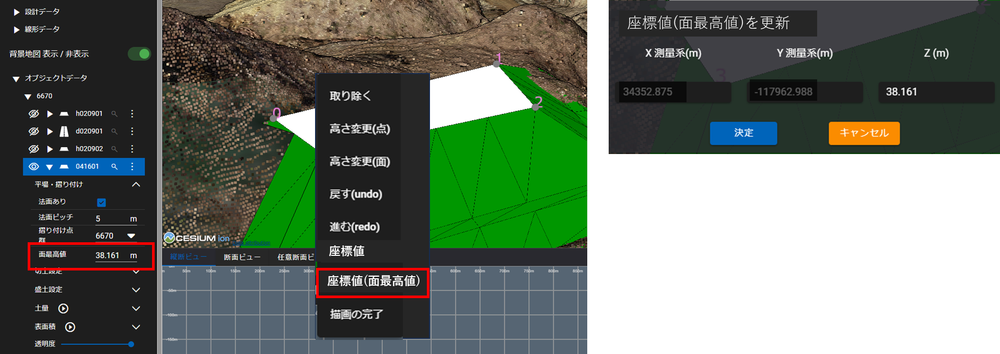 設計データ
線形データ
背景地図 表示 / 非表示
オブジェクトデータ
6670
h020901
d020901
h020902
041601
平場・摺り付け
法面あり
法面ピッチ 5 m
摺り付け点群 6670
面最高値 38.161 m
切土設定
盛土設定
土量
表面積
透明度
0
1
2
取り除く
高さ変更(点)
高さ変更(面)
戻す(undo)
進む(redo)
座標値
座標値(面最高値)
描画の完了
CESIUM ion
Data attribution
縦断ビュー 断面ビュー 任意断面ビ
0m
m 50m 100m 150m 200m 250m 300m 0m 600m 650m 700m 750m 800m 850m
-50m
-100m
-150m
座標値(面最高値)を更新
X 測量系(m) Y 測量系(m) Z (m)
3
34352.875 -117962.988 38.161
決定 キャンセル